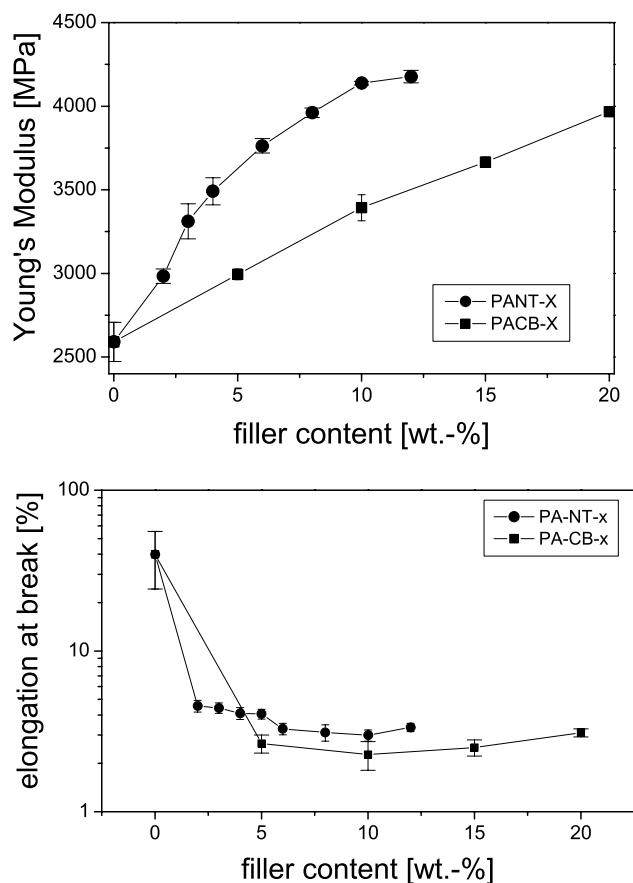 4500
4000
3500
3000
2500
Young's Modulus [MPa]
PANT-X
PACB-X
0 5 10 15 20
filler content [wt.-%]
100
10
1
elongation at break [%]
PA-NT-x
PA-CB-x
0 5 10 15 20
filler content [wt.-%]